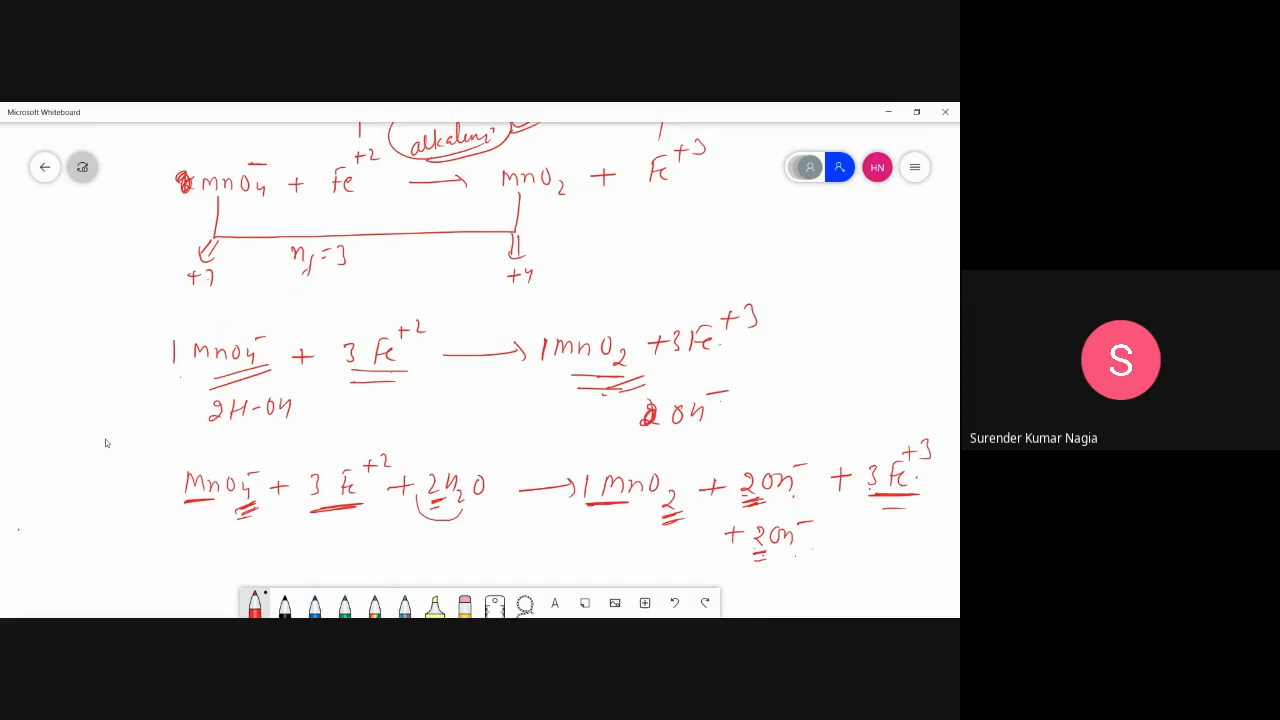 Microsoft Whiteboard
alkaline
MnO4⁻ + Fe⁺² → MnO2 + Fe⁺³
HN
nf = 3
+7
+4
1 MnO4⁻ + 3 Fe⁺² → 1 MnO2 + 3 Fe⁺³
2H-OH
2 OH⁻
S
Surender Kumar Nagia
MnO4⁻ + 3 Fe⁺² + 2H2O → 1 MnO2 + 2OH⁻ + 3 Fe⁺³
+ 2OH⁻
A